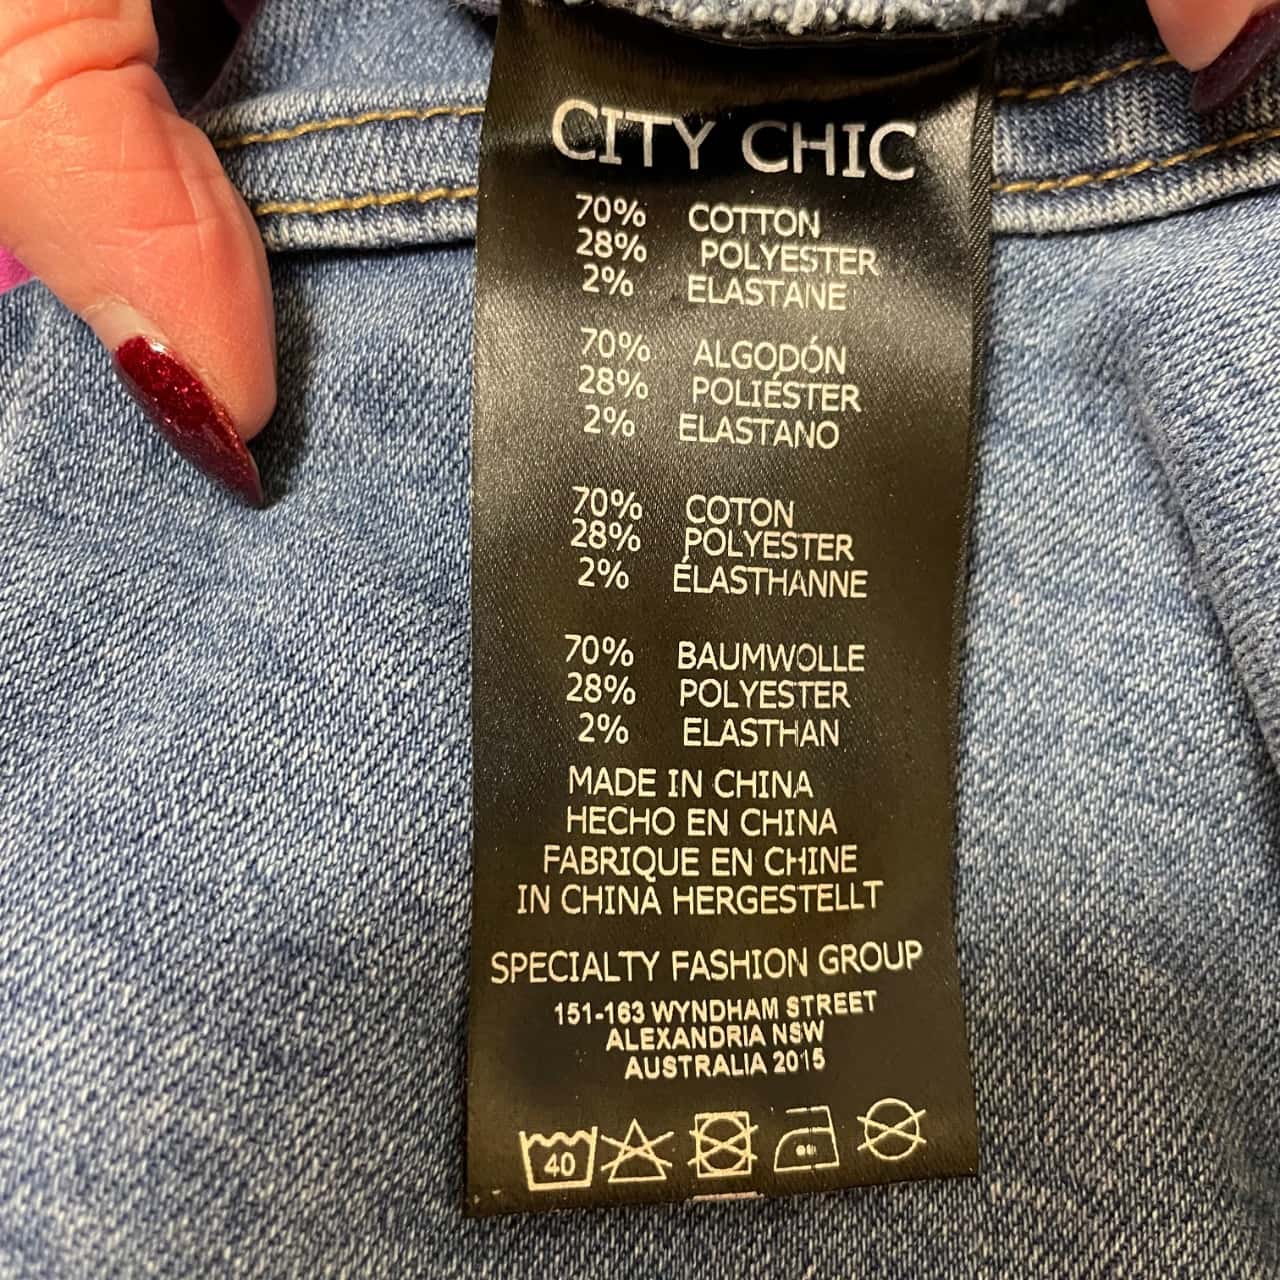 CITY CHIC
70% COTTON
28% POLYESTER
2% ELASTANE
70% ALGODÓN
28% POLIÉSTER
2% ELASTANO
70% COTON
28% POLYESTER
2% ÉLASTHANNE
70% BAUMWOLLE
28% POLYESTER
2% ELASTHAN
MADE IN CHINA
HECHO EN CHINA
FABRIQUE EN CHINE
IN CHINA HERGESTELLT
SPECIALTY FASHION GROUP
151-163 WYNDHAM STREET
ALEXANDRIA NSW
AUSTRALIA 2015
40